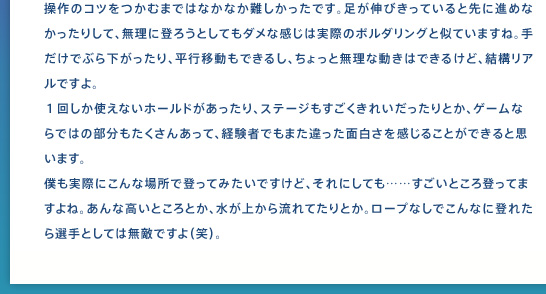 操作のコツをつかむまではなかなか難しかったです。足が伸びきっていると先に進めな
かったりして、無理に登ろうとしてもダメな感じは実際のボルダリングと似ていますね。手
だけでぶら下がったり、平行移動もできるし、ちょっと無理な動きはできるけど、結構リア
ルですよ。
１回しか使えないホールドがあったり、ステージもすごくきれいだったりとか、ゲームな
らではの部分もたくさんあって、経験者でもまた違った面白さを感じることができると思
います。
僕も実際にこんな場所で登ってみたいですけど、それにしても……すごいところ登ってま
すよね。あんな高いところとか、水が上から流れてたりとか。ロープなしでこんなに登れた
ら選手としては無敵ですよ（笑）。